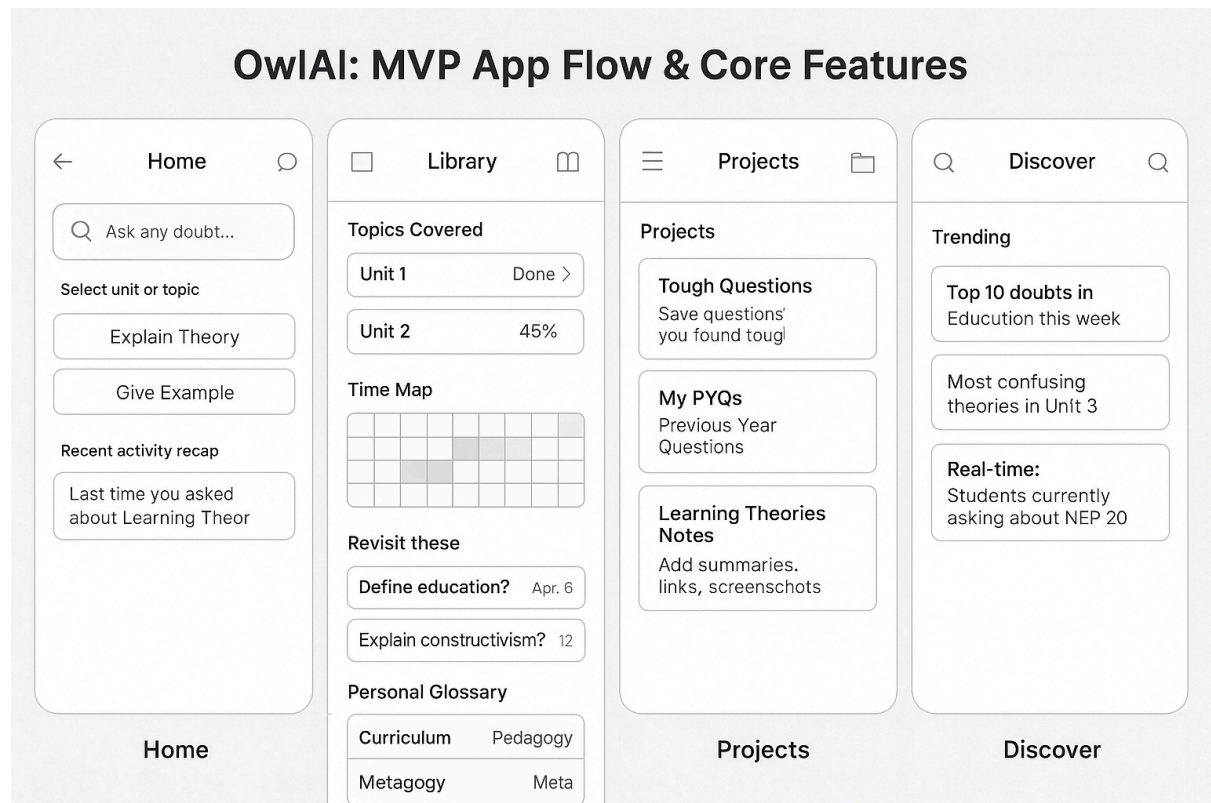 OwlAI: MVP App Flow & Core Features
Home
Ask any doubt...
Select unit or topic
Explain Theory
Give Example
Recent activity recap
Last time you asked
about Learning Theor
Home
Library
Topics Covered
Unit 1 Done
Unit 2 45%
Time Map
Revisit these
Define education? Apr. 6
Explain constructivism? 12
Personal Glossary
Curriculum Pedagogy
Metagogy Meta
Projects
Projects
Tough Questions
Save questions'
you found toug
My PYQs
Previous Year
Questions
Learning Theories
Notes
Add summaries.
links, screenschots
Projects
Discover
Trending
Top 10 doubts in
Educution this week
Most confusing
theories in Unit 3
Real-time:
Students currently
asking about NEP 20
Discover